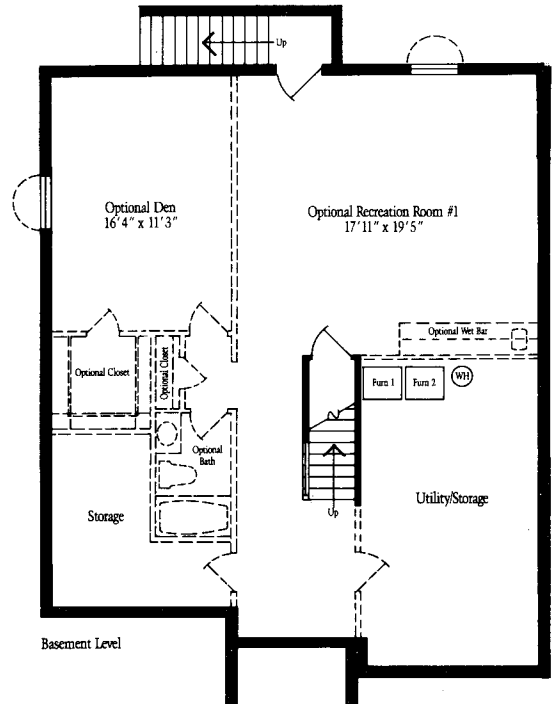 Up
Optional Den
16'4" x 11'3"
Optional Recreation Room #1
17'11" x 19'5"
Optional Wet Bar
Optional Closet
Optional Closet
Furn 1
Furn 2
WH
Optional
Bath
Storage
Up
Utility/Storage
Basement Level